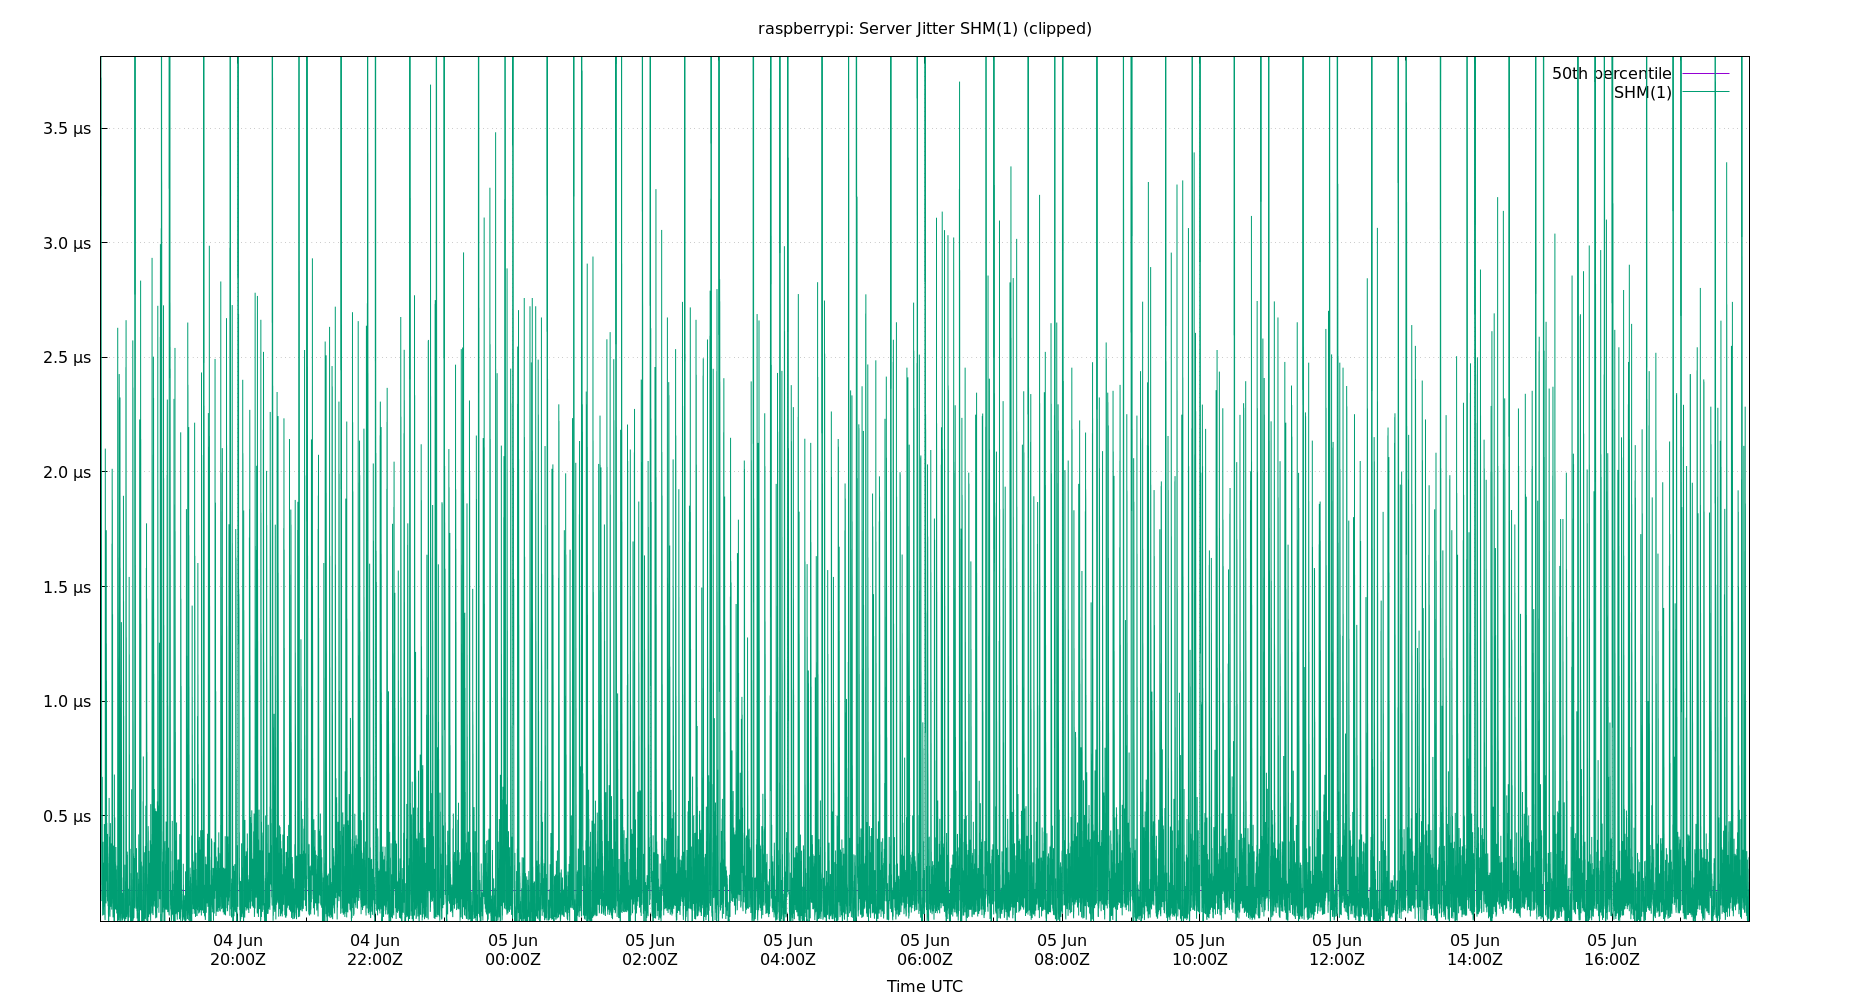 raspberrypi: Server Jitter SHM(1) (clipped)
50th percentile
SHM(1)
3.5 µs
3.0 µs
2.5 µs
2.0 µs
1.5 µs
1.0 µs
0.5 µs
04 Jun 04 Jun 05 Jun 05 Jun 05 Jun 05 Jun 05 Jun 05 Jun 05 Jun 05 Jun 05 Jun
20:00Z 22:00Z 00:00Z 02:00Z 04:00Z 06:00Z 08:00Z 10:00Z 12:00Z 14:00Z 16:00Z
Time UTC